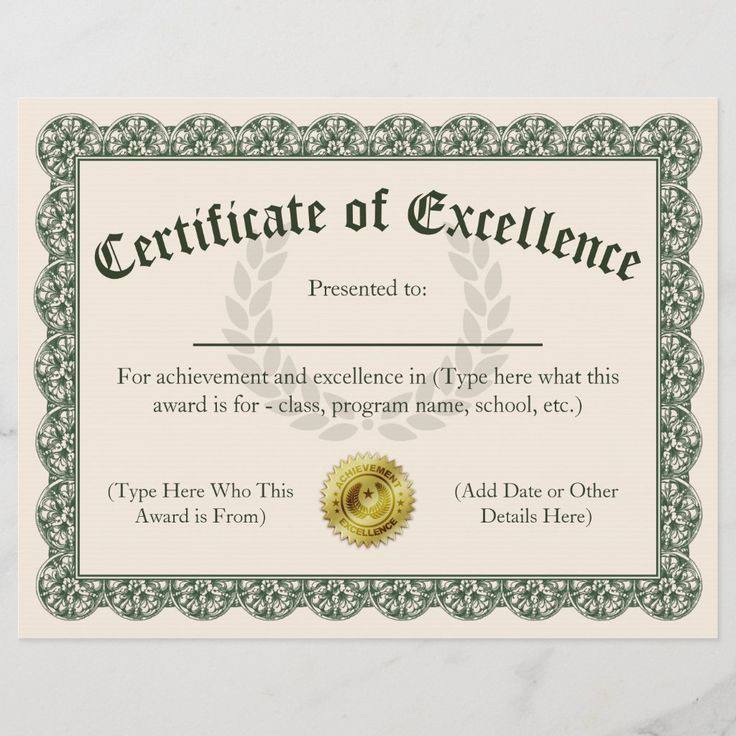 Certificate of Excellence
Presented to:
For achievement and excellence in (Type here what this
award is for - class, program name, school, etc.)
(Type Here Who This
Award is From)
ACHIEVEMENT
EXCELLENCE
(Add Date or Other
Details Here)